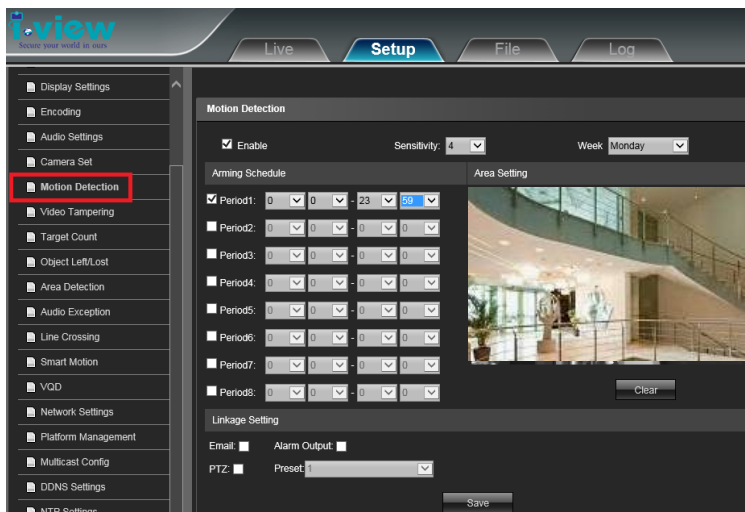 i-view
Secure your world in ours
Live
Setup
File
Log
Display Settings
Encoding
Audio Settings
Camera Set
Motion Detection
Video Tampering
Target Count
Object Left/Lost
Area Detection
Audio Exception
Line Crossing
Smart Motion
VQD
Network Settings
Platform Management
Multicast Config
DDNS Settings
NTP Settings
Motion Detection
Enable Sensitivity: 4 Week Monday
Arming Schedule Area Setting
Period1: 0 0 - 23 59
Period2: 0 0 - 0 0
Period3: 0 0 - 0 0
Period4: 0 0 - 0 0
Period5: 0 0 - 0 0
Period6: 0 0 - 0 0
Period7: 0 0 - 0 0
Period8: 0 0 - 0 0
Clear
Linkage Setting
Email: Alarm Output:
PTZ: Preset: 1
Save